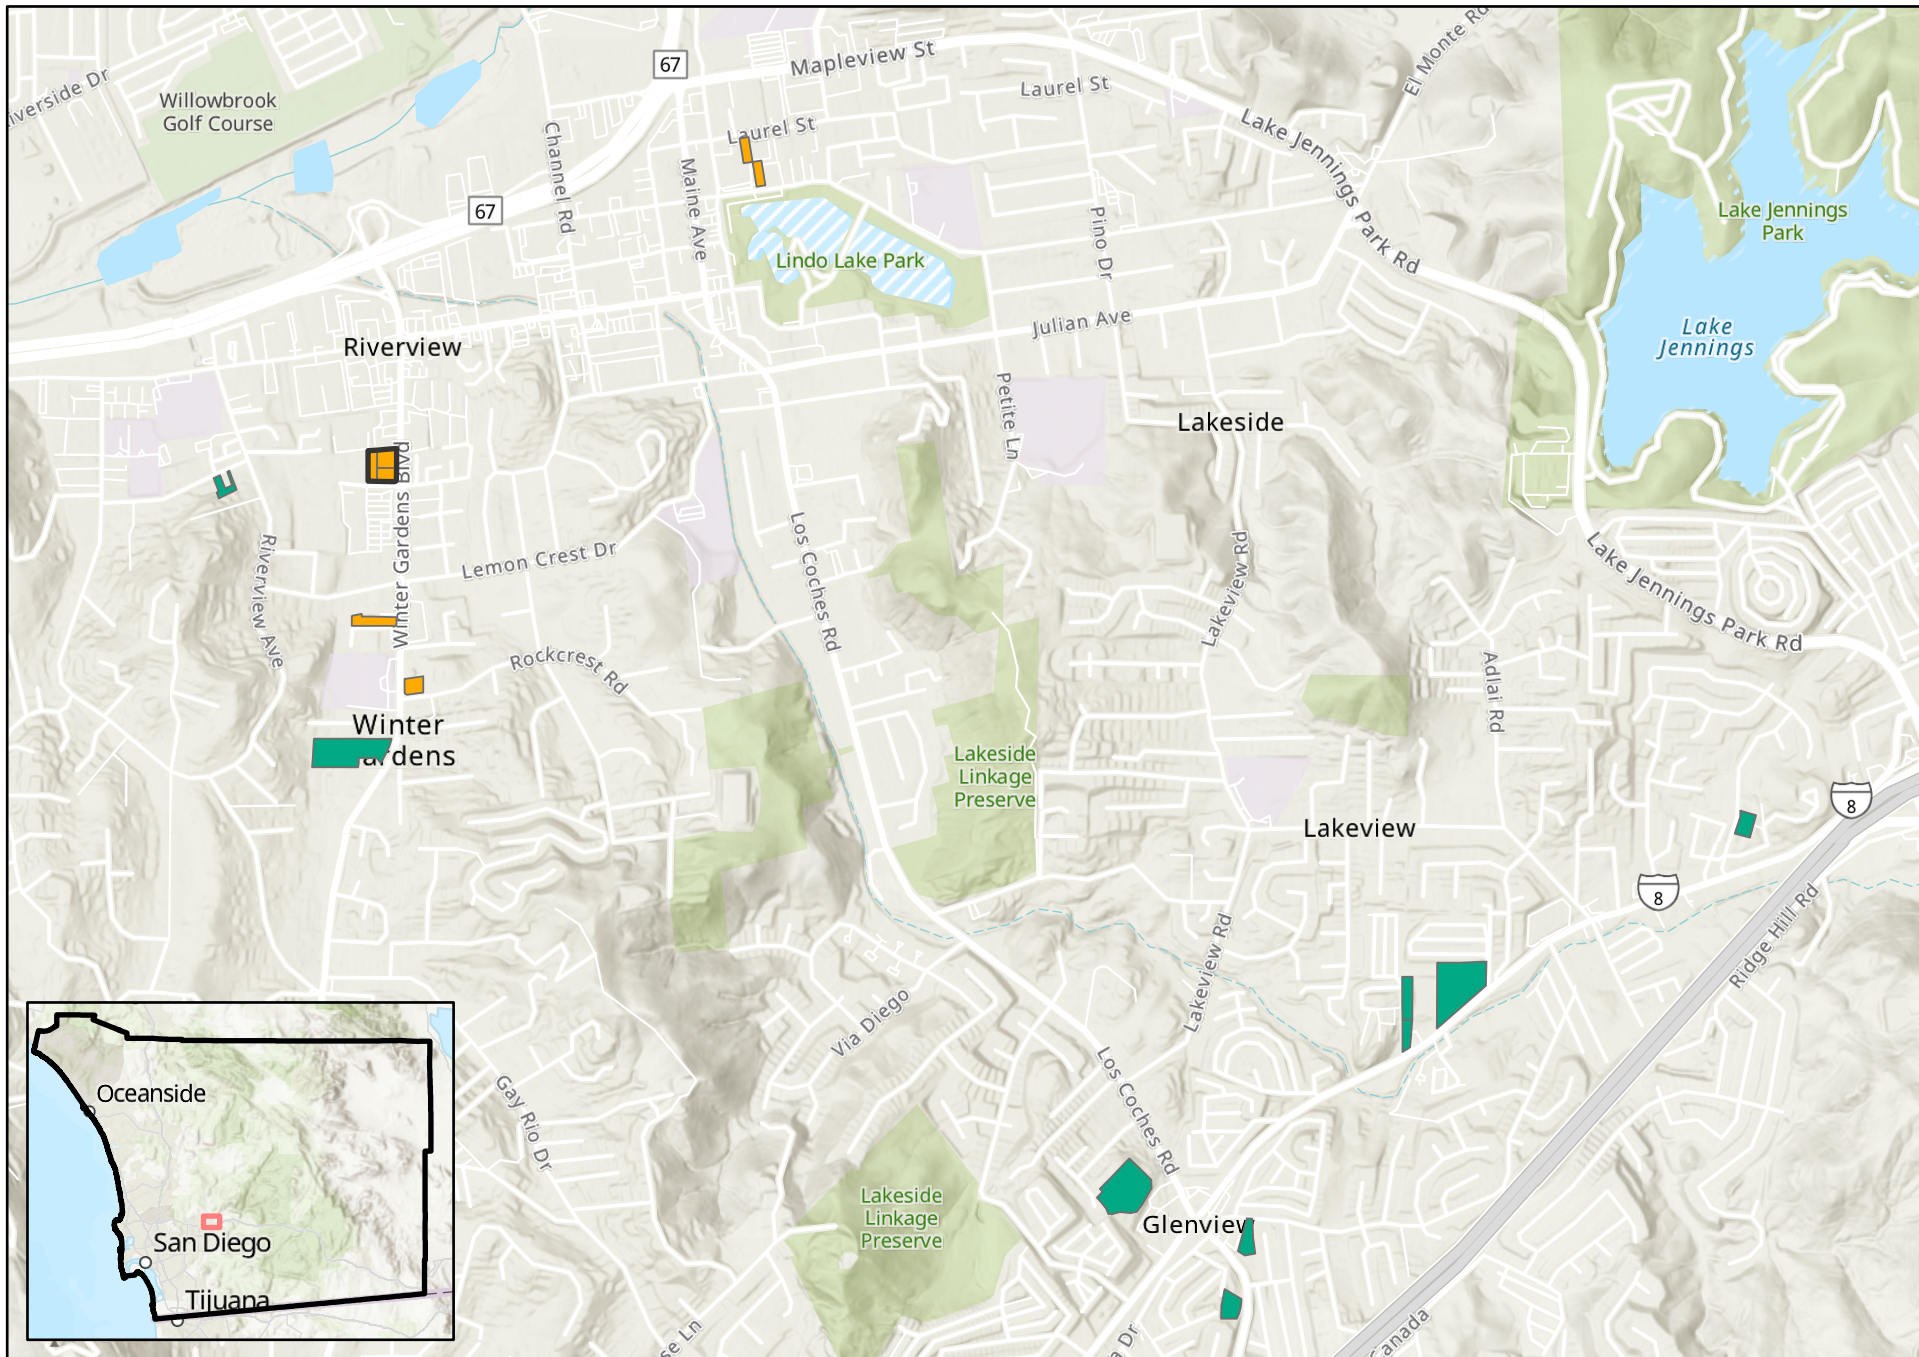 67
Mapleview St
El Monte Rd
Laurel St
Riverside Dr
Willowbrook
Golf Course
Laurel St
Lake Jennings Park Rd
Channel Rd
Maine Ave
67
Pino Dr
Lake Jennings
Park
Lindo Lake Park
Julian Ave
Lake
Jennings
Riverview
Petite Ln
Lakeside
Winter Gardens Blvd
Los Coches Rd
Riverview Ave
Lemon Crest Dr
Lakeview Rd
Lake Jennings Park Rd
Rockcrest Rd
Adlai Rd
Winter
Gardens
Lakeside
Linkage
Preserve
Lakeview
8
8
Ridge Hill Rd
Lakeview Rd
Via Diego
Los Coches Rd
Gay Rio Dr
Oceanside
San Diego
Tijuana
Lakeside
Linkage
Preserve
Glenview
se Ln
a Dr
Canada